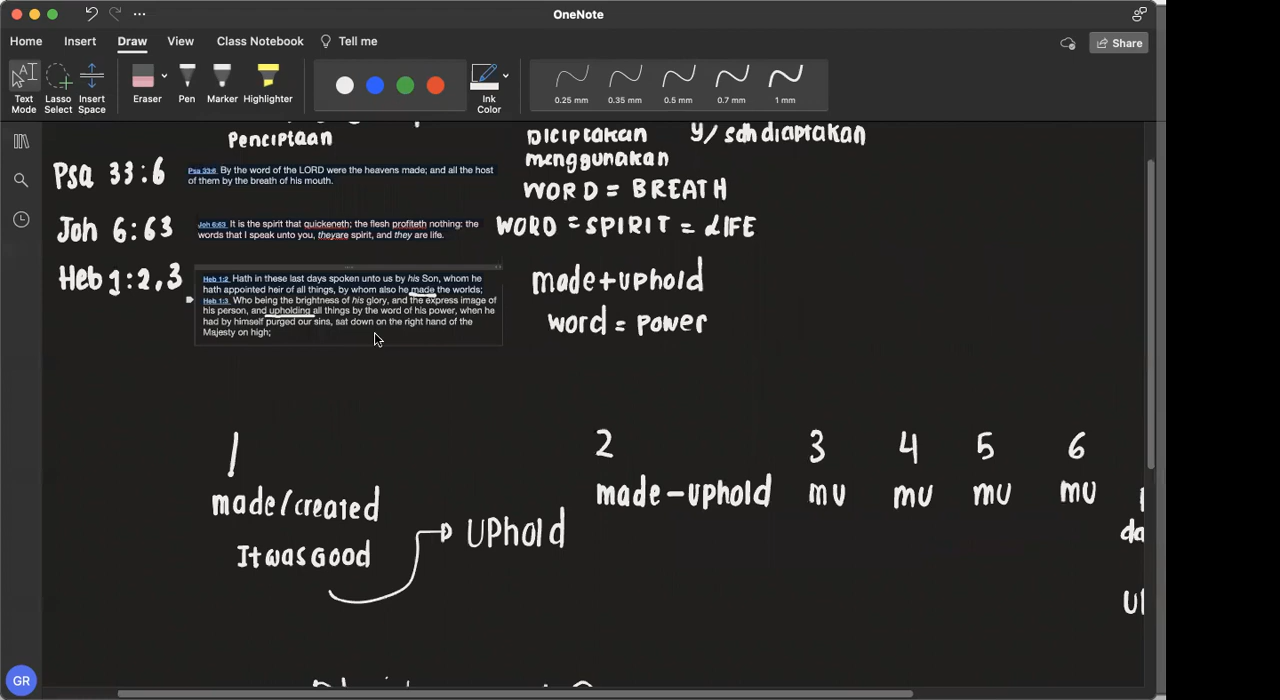 OneNote
Home Insert Draw View Class Notebook Tell me
Share
Text Mode
Lasso Select
Insert Space
Eraser
Pen
Marker
Highlighter
Ink Color
0.25 mm 0.35 mm 0.5 mm 0.7 mm 1 mm
Penciptaan
Diciptakan y/ sdh diciptakan
menggunakan
Psa 33:6
Psa 33:6 By the word of the LORD were the heavens made; and all the host
of them by the breath of his mouth.
WORD = BREATH
Joh 6:63
Joh 6:63 It is the spirit that quickeneth; the flesh profiteth nothing: the
words that I speak unto you, theyare spirit, and they are life.
WORD = SPIRIT = LIFE
Heb 1:2,3
Heb 1:2 Hath in these last days spoken unto us by his Son, whom he
hath appointed heir of all things, by whom also he made the worlds;
Heb 1:3 Who being the brightness of his glory, and the express image of
his person, and upholding all things by the word of his power, when he
had by himself purged our sins, sat down on the right hand of the
Majesty on high;
made+uphold
word = power
1 2 3 4 5 6
made/created
made-uphold mu mu mu mu
It was Good
UPhold
GR